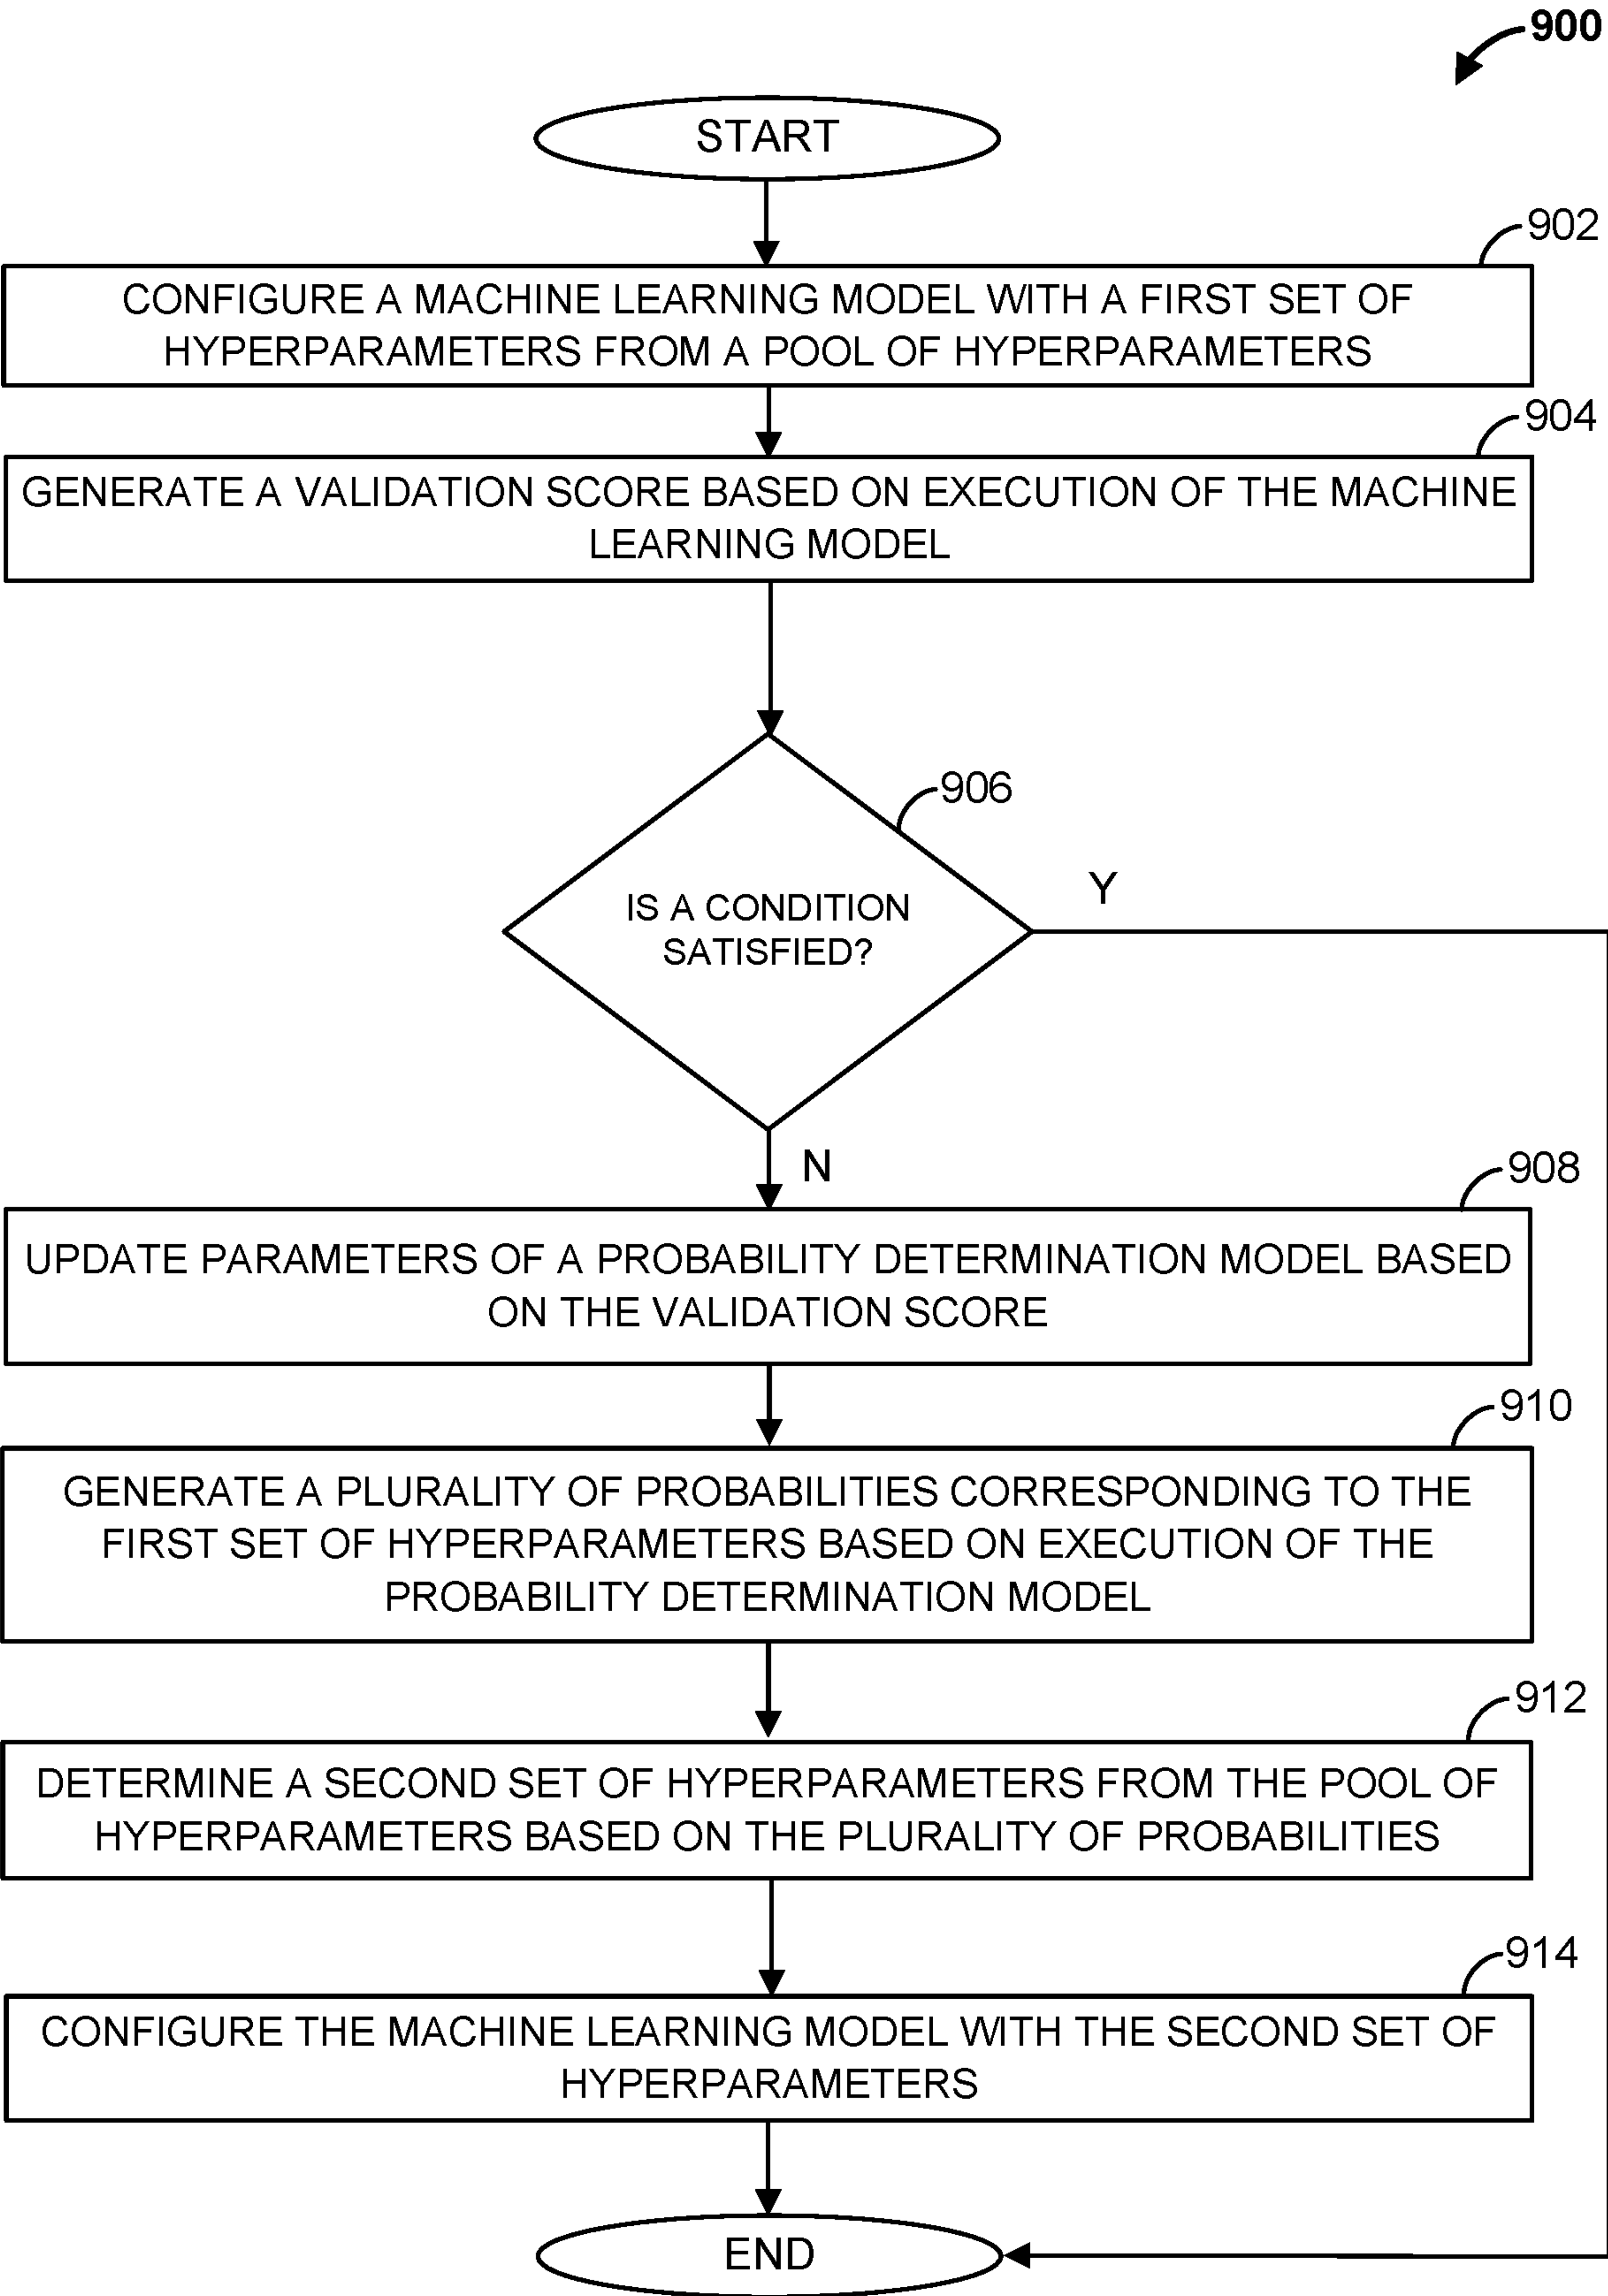 900
START
902
CONFIGURE A MACHINE LEARNING MODEL WITH A FIRST SET OF
HYPERPARAMETERS FROM A POOL OF HYPERPARAMETERS
904
GENERATE A VALIDATION SCORE BASED ON EXECUTION OF THE MACHINE
LEARNING MODEL
906
IS A CONDITION
SATISFIED?
Y
N
908
UPDATE PARAMETERS OF A PROBABILITY DETERMINATION MODEL BASED
ON THE VALIDATION SCORE
910
GENERATE A PLURALITY OF PROBABILITIES CORRESPONDING TO THE
FIRST SET OF HYPERPARAMETERS BASED ON EXECUTION OF THE
PROBABILITY DETERMINATION MODEL
912
DETERMINE A SECOND SET OF HYPERPARAMETERS FROM THE POOL OF
HYPERPARAMETERS BASED ON THE PLURALITY OF PROBABILITIES
914
CONFIGURE THE MACHINE LEARNING MODEL WITH THE SECOND SET OF
HYPERPARAMETERS
END